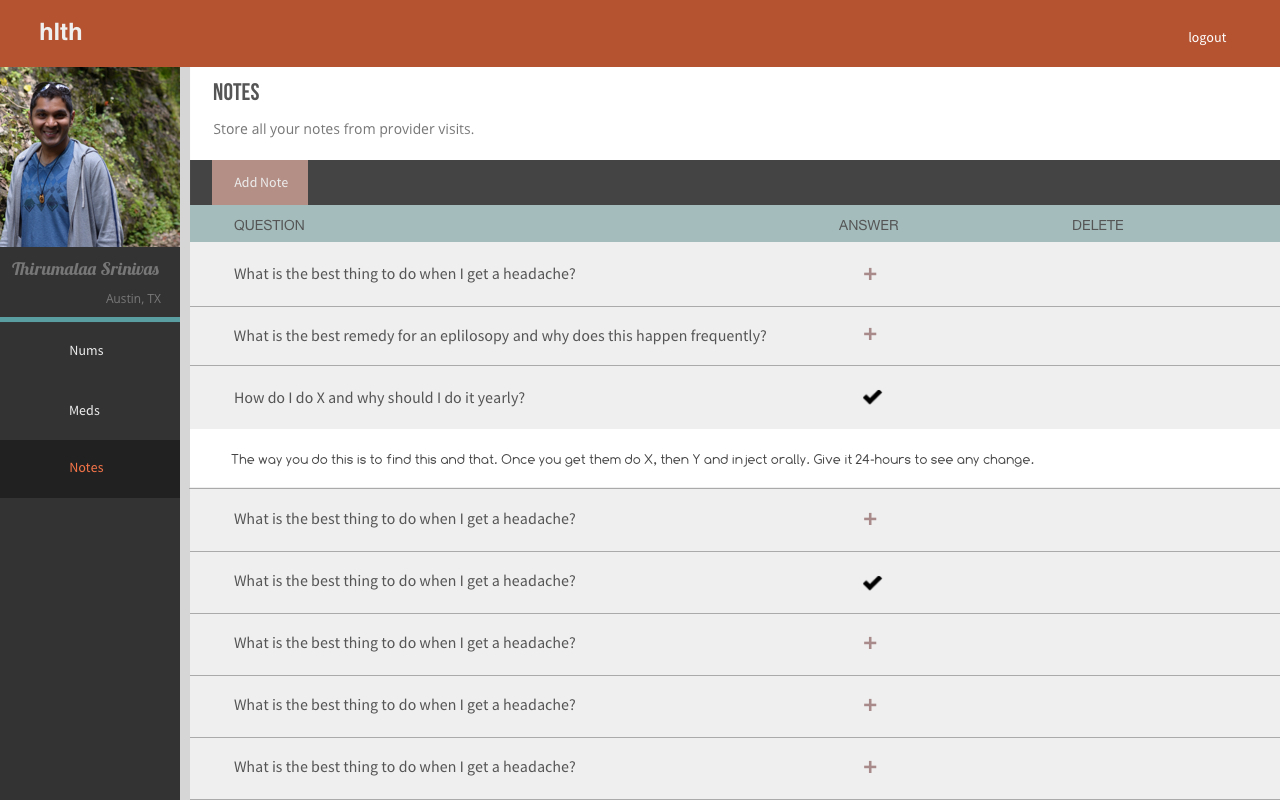 hlth
logout
NOTES
Store all your notes from provider visits.
Add Note
QUESTION ANSWER DELETE
What is the best thing to do when I get a headache?
What is the best remedy for an eplilosopy and why does this happen frequently?
How do I do X and why should I do it yearly?
The way you do this is to find this and that. Once you get them do X, then Y and inject orally. Give it 24-hours to see any change.
What is the best thing to do when I get a headache?
What is the best thing to do when I get a headache?
What is the best thing to do when I get a headache?
What is the best thing to do when I get a headache?
What is the best thing to do when I get a headache?
Thirumalaa Srinivas
Austin, TX
Nums
Meds
Notes